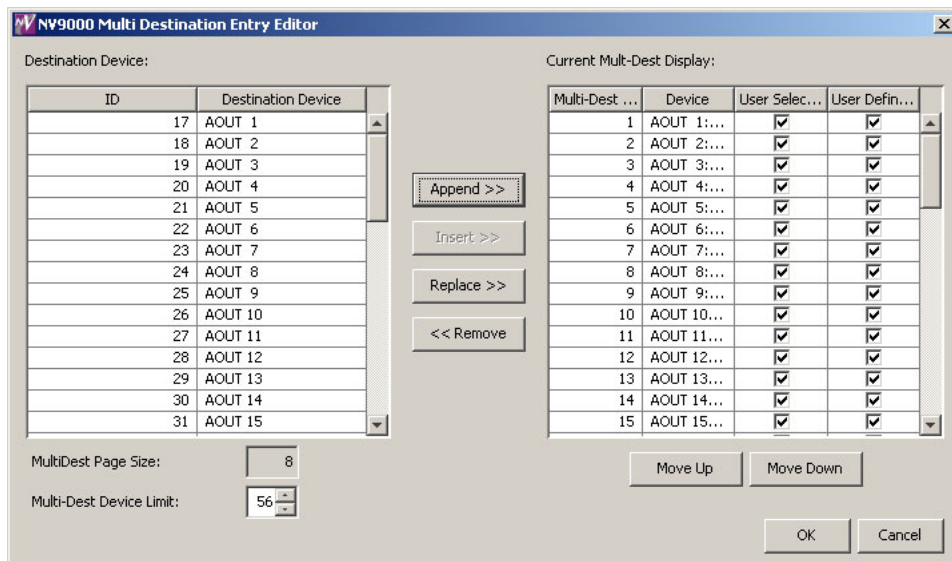 NV9000 Multi Destination Entry Editor
Destination Device:
ID Destination Device
17 AOUT 1
18 AOUT 2
19 AOUT 3
20 AOUT 4
21 AOUT 5
22 AOUT 6
23 AOUT 7
24 AOUT 8
25 AOUT 9
26 AOUT 10
27 AOUT 11
28 AOUT 12
29 AOUT 13
30 AOUT 14
31 AOUT 15
MultiDest Page Size: 8
Multi-Dest Device Limit: 56
Append >>
Insert >>
Replace >>
<< Remove
Current Mult-Dest Display:
Multi-Dest ... Device User Selec... User Defin...
1 AOUT 1:...
2 AOUT 2:...
3 AOUT 3:...
4 AOUT 4:...
5 AOUT 5:...
6 AOUT 6:...
7 AOUT 7:...
8 AOUT 8:...
9 AOUT 9:...
10 AOUT 10...
11 AOUT 11...
12 AOUT 12...
13 AOUT 13...
14 AOUT 14...
15 AOUT 15...
Move Up Move Down
OK Cancel